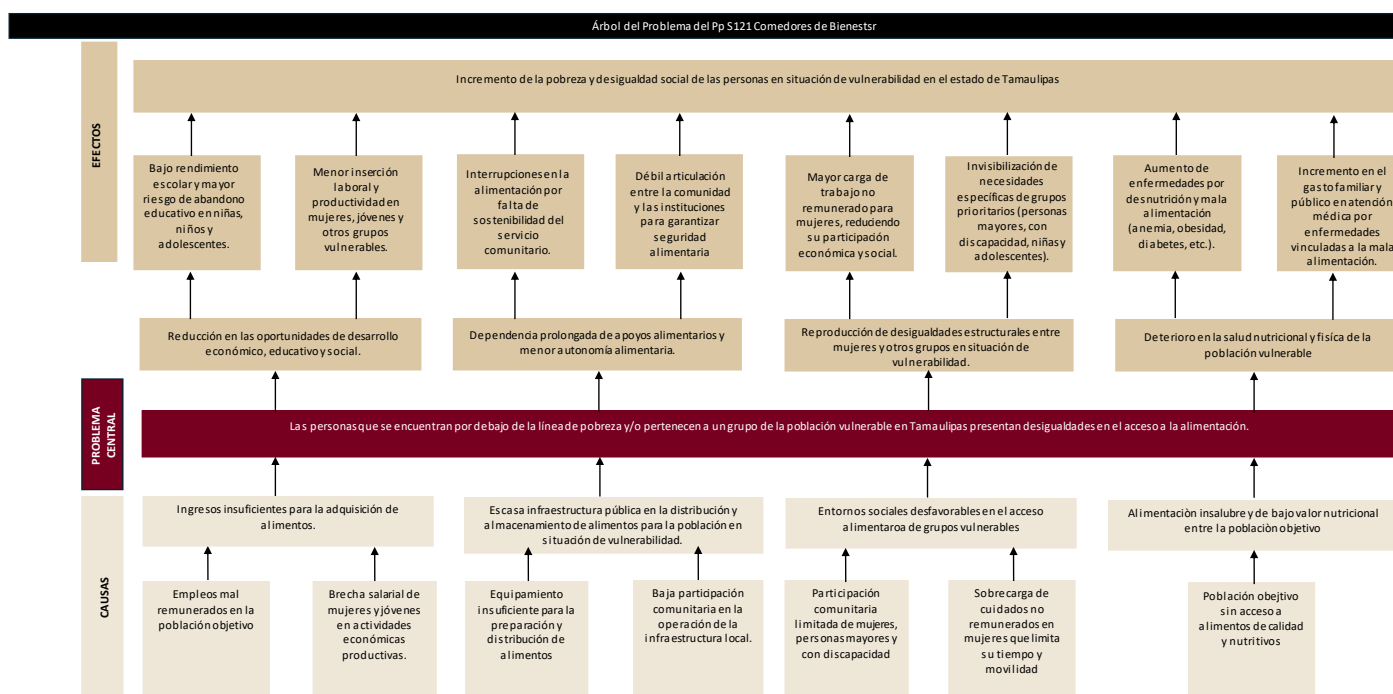 Árbol del Problema del Pp S121 Comedores de Bienestsr
EFECTOS
Incremento de la pobreza y desigualdad social de las personas en situación de vulnerabilidad en el estado de Tamaulipas
Bajo rendimiento
escolar y mayor
riesgo de abandono
educativo en niñas,
niños y
adolescentes.
Menor inserción
laboral y
productividad en
mujeres, jóvenes y
otros grupos
vulnerables.
Interrupciones en la
alimentación por
falta de
sostenibilidad del
servicio
comunitario.
Débil articulación
entre la comunidad
y las instituciones
para garantizar
seguridad
alimentaria
Mayor carga de
trabajo no
remunerado para
mujeres, reduciendo
su participación
económica y social.
Invisibilización de
necesidades
específicas de grupos
prioritarios (personas
mayores, con
discapacidad, niñas y
adolescentes).
Aumento de
enfermedades por
desnutrición y mala
alimentación
(anemia, obesidad,
diabetes, etc.).
Incremento en el
gasto familiar y
público en atención
médica por
enfermedades
vinculadas a la mala
alimentación.
Reducción en las oportunidades de desarrollo
económico, educativo y social.
Dependencia prolongada de apoyos alimentarios y
menor autonomía alimentaria.
Reproducción de desigualdades estructurales entre
mujeres y otros grupos en situación de
vulnerabilidad.
Deterioro en la salud nutricional y fisíca de la
población vulnerable
PROBLEMA
CENTRAL
Las personas que se encuentran por debajo de la línea de pobreza y/o pertenecen a un grupo de la población vulnerable en Tamaulipas presentan desigualdades en el acceso a la alimentación.
CAUSAS
Ingresos insuficientes para la adquisición de
alimentos.
Escasa infraestructura pública en la distribución y
almacenamiento de alimentos para la población en
situación de vulnerabilidad.
Entornos sociales desfavorables en el acceso
alimentaroa de grupos vulnerables
Alimentaciòn insalubre y de bajo valor nutricional
entre la poblaciòn objetivo
Empleos mal
remunerados en la
población objetivo
Brecha salarial de
mujeres y jóvenes en
actividades
económicas
productivas.
Equipamiento
insuficiente para la
preparación y
distribución de
alimentos
Baja participación
comunitaria en la
operación de la
infraestructura local.
Participación
comunitaria
limitada de mujeres,
personas mayores y
con discapacidad
Sobrecarga de
cuidados no
remunerados en
mujeres que limita
su tiempo y
movilidad
Población obejtivo
sin acceso a
alimentos de calidad
y nutritivos